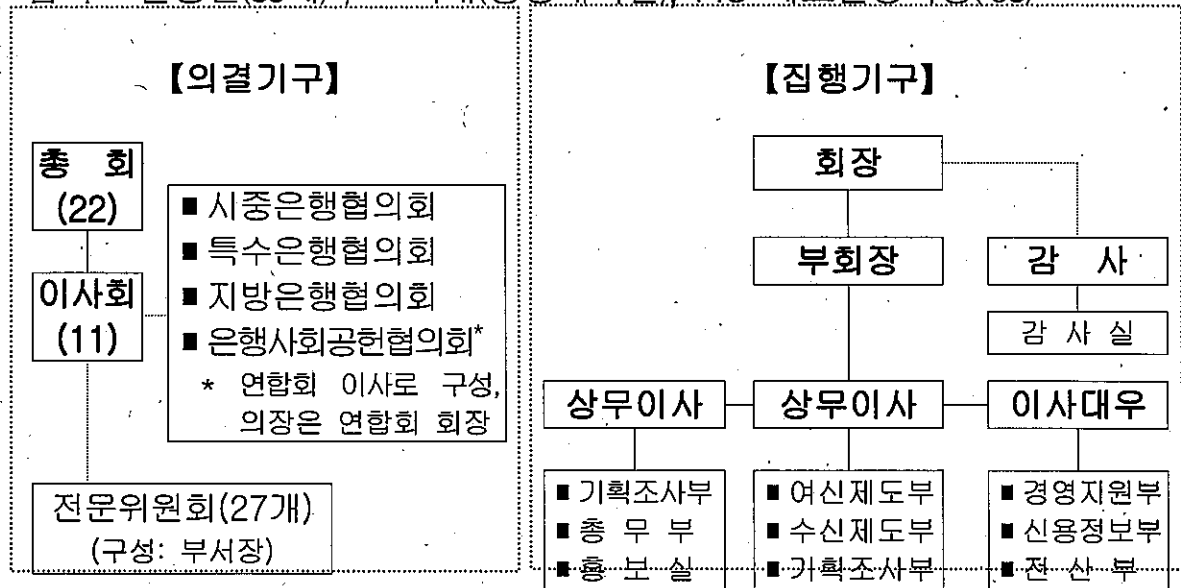 【의결기구】
총 회
(22)
이사회
(11)
■ 시중은행협의회
■ 특수은행협의회
■ 지방은행협의회
■ 은행사회공헌협의회*
* 연합회 이사로 구성,
의장은 연합회 회장
전문위원회(27개)
(구성: 부서장)
【집행기구】
회장
부회장
감 사
감 사 실
상무이사
상무이사
이사대우
■ 기획조사부
■ 총 무 부
■ 홍 보 실
■ 여신제도부
■ 수신제도부
■ 기획조사부
■ 경영지원부
■ 신용정보부
■ 전 산 부